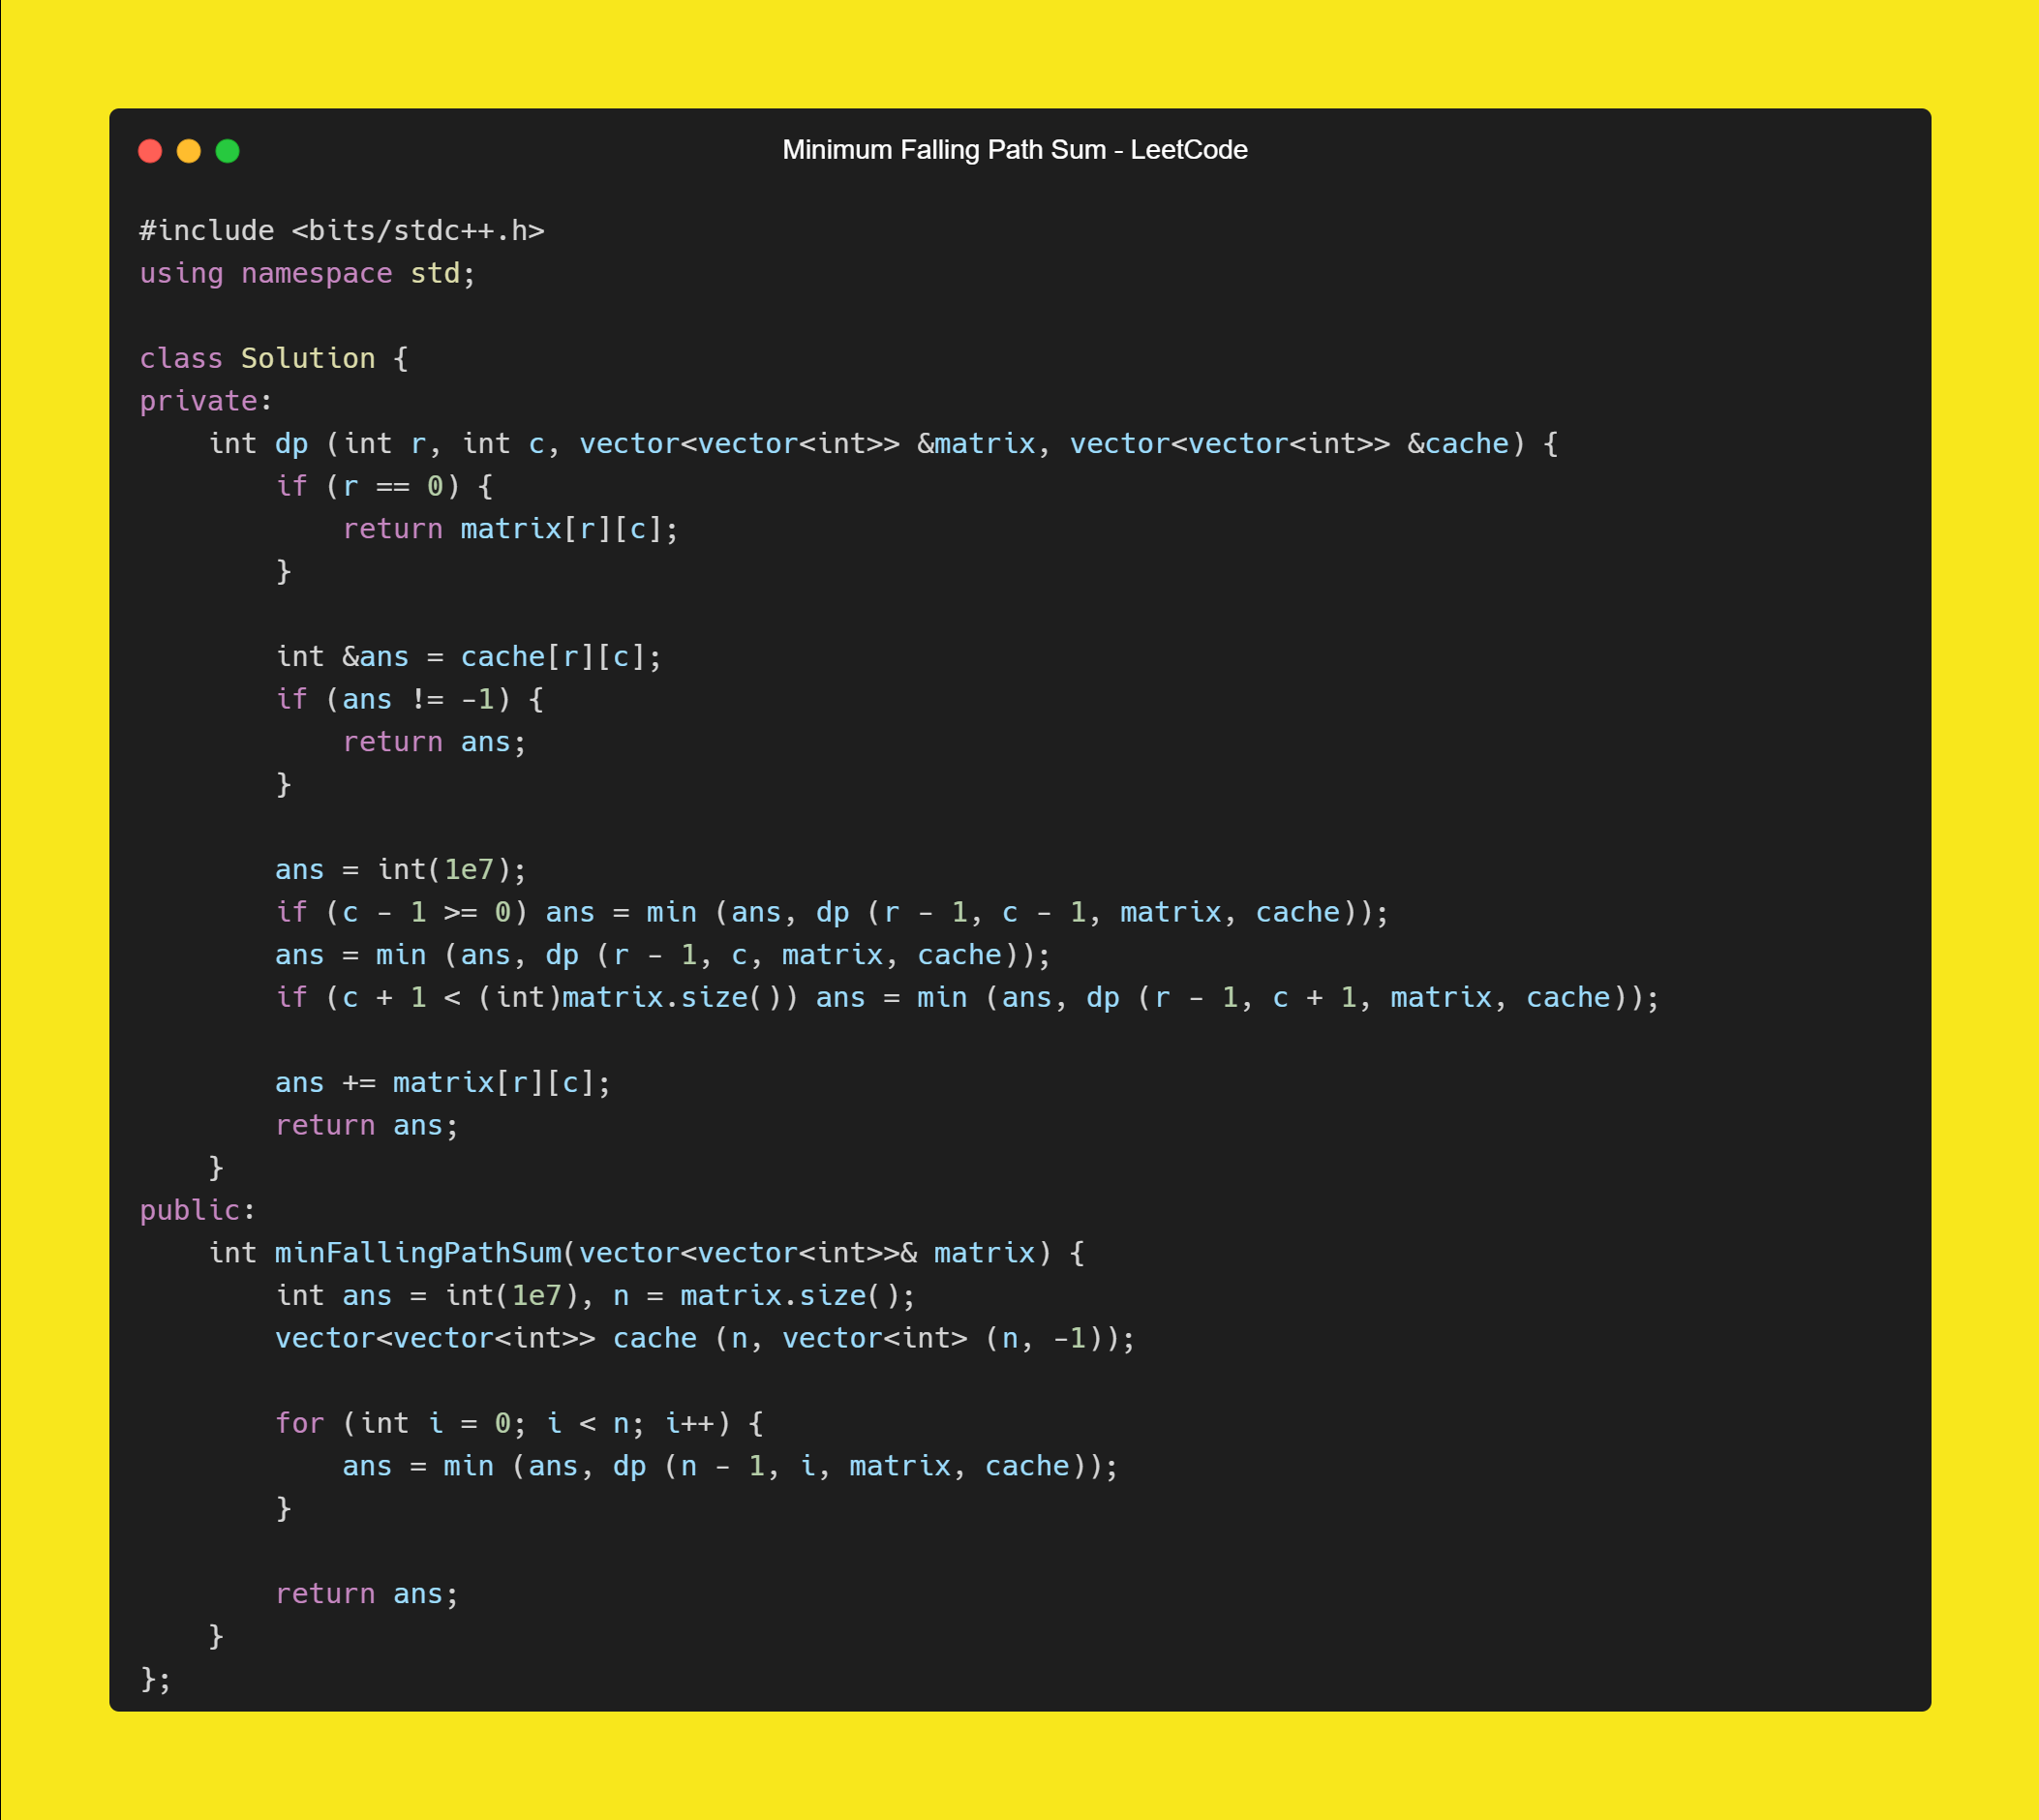 Minimum Falling Path Sum - LeetCode
#include <bits/stdc++.h>
using namespace std;
class Solution {
private:
    int dp (int r, int c, vector<vector<int>> &matrix, vector<vector<int>> &cache) {
        if (r == 0) {
            return matrix[r][c];
        }
        int &ans = cache[r][c];
        if (ans != -1) {
            return ans;
        }
        ans = int(1e7);
        if (c - 1 >= 0) ans = min (ans, dp (r - 1, c - 1, matrix, cache));
        ans = min (ans, dp (r - 1, c, matrix, cache));
        if (c + 1 < (int)matrix.size()) ans = min (ans, dp (r - 1, c + 1, matrix, cache));
        ans += matrix[r][c];
        return ans;
    }
public:
    int minFallingPathSum(vector<vector<int>>& matrix) {
        int ans = int(1e7), n = matrix.size();
        vector<vector<int>> cache (n, vector<int> (n, -1));
        for (int i = 0; i < n; i++) {
            ans = min (ans, dp (n - 1, i, matrix, cache));
        }
        return ans;
    }
};